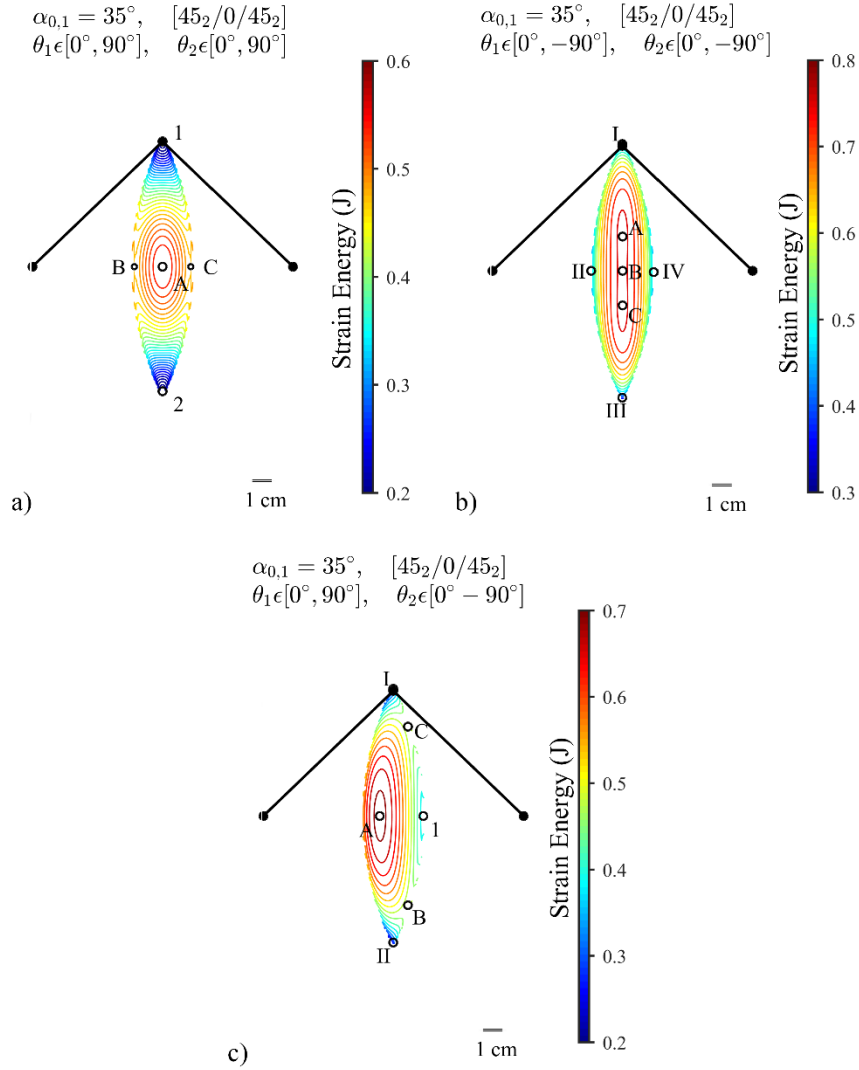 α₀,₁ = 35°, [45₂/0/45₂]
θ₁ϵ[0°, 90°], θ₂ϵ[0°, 90°]
1
B
C
A
2
1 cm
0.6
0.5
0.4
0.3
0.2
Strain Energy (J)
a)
α₀,₁ = 35°, [45₂/0/45₂]
θ₁ϵ[0°, −90°], θ₂ϵ[0°, −90°]
I
A
II
B
IV
C
III
1 cm
0.8
0.7
0.6
0.5
0.4
0.3
Strain Energy (J)
b)
α₀,₁ = 35°, [45₂/0/45₂]
θ₁ϵ[0°, 90°], θ₂ϵ[0° − 90°]
I
C
A
1
B
II
1 cm
0.7
0.6
0.5
0.4
0.3
0.2
Strain Energy (J)
c)